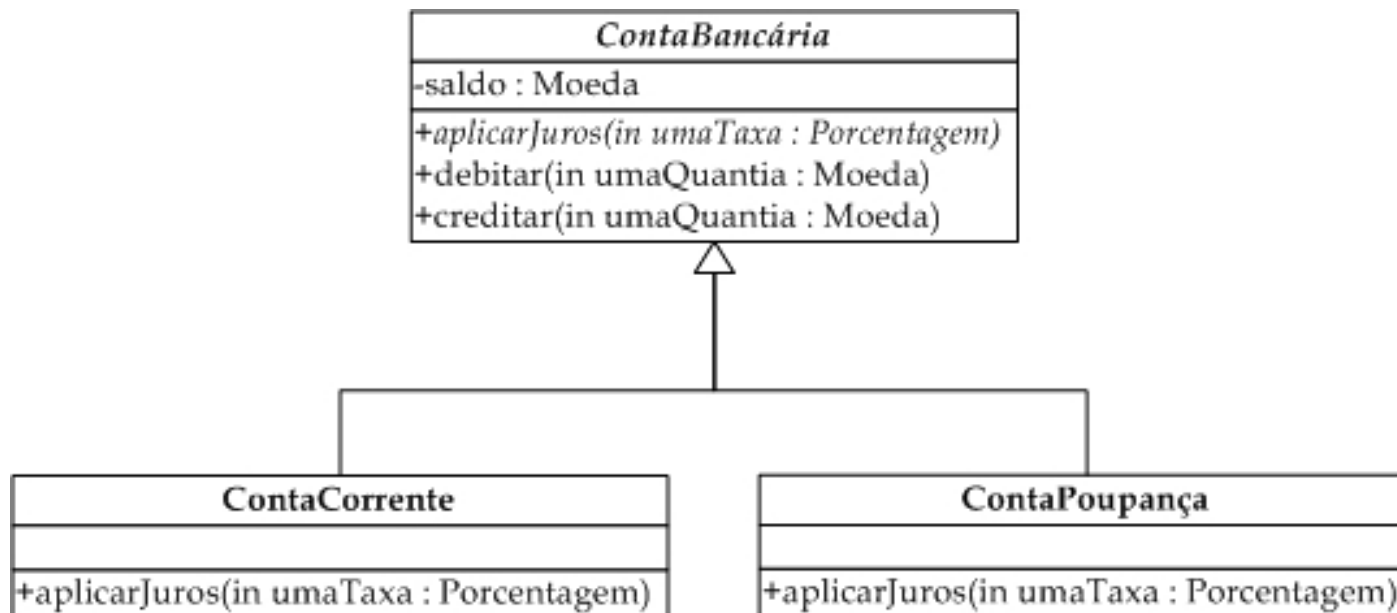 ContaBancária
-saldo : Moeda
+aplicarJuros(in umaTaxa : Porcentagem)
+debitar(in umaQuantia : Moeda)
+creditar(in umaQuantia : Moeda)
ContaCorrente
+aplicarJuros(in umaTaxa : Porcentagem)
ContaPoupança
+aplicarJuros(in umaTaxa : Porcentagem)